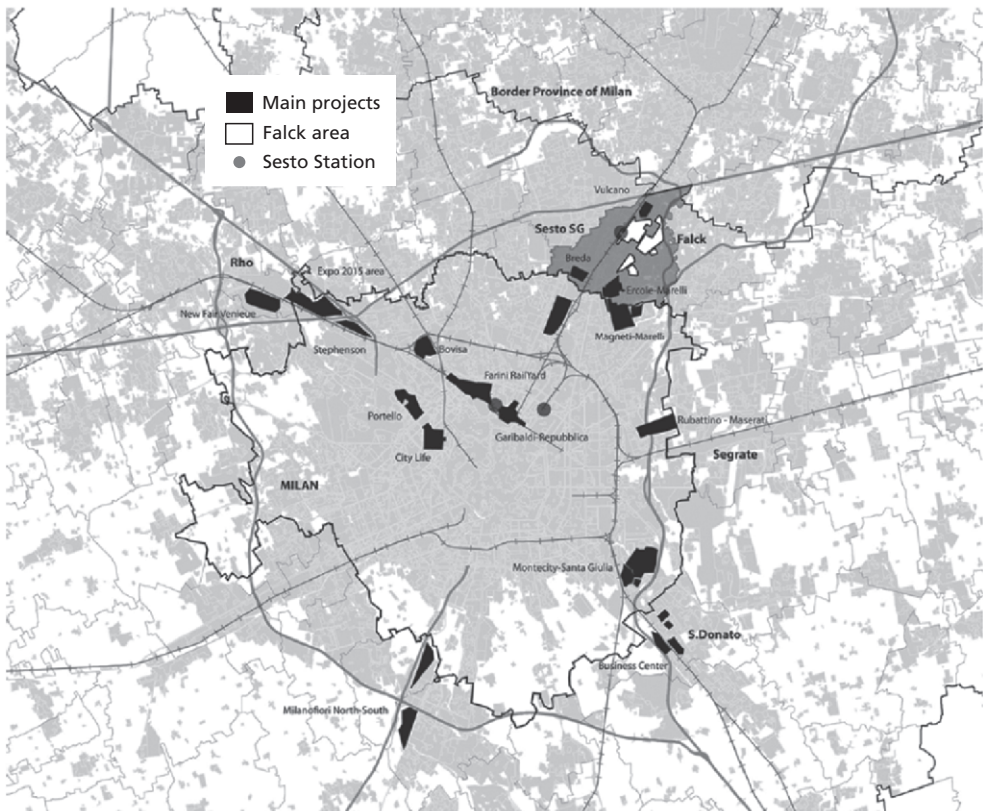 Main projects
Falck area
Sesto Station
Border Province of Milan
Vulcano
Sesto SG
Falck
Breda
Rho
Expo 2015 area
Ercole-Marelli
New Fair Venieue
Magneti-Marelli
Stephenson
Bovisa
Farini RailYard
Portello
Rubattino - Maserati
Garibaldi-Repubblica
City Life
Segrate
MILAN
Montecity-Santa Giulia
S.Donato
Business Center
Milanofiori North-South